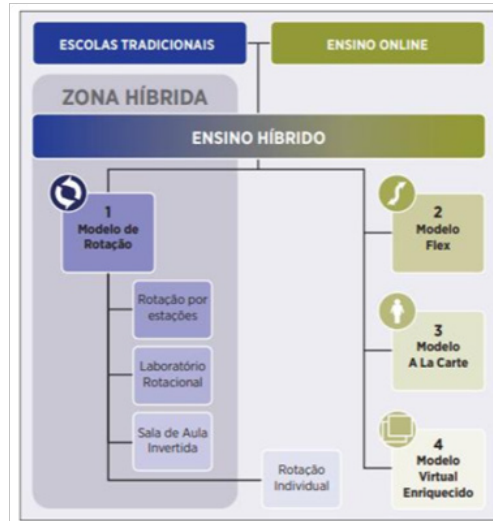 ESCOLAS TRADICIONAIS
ENSINO ONLINE
ZONA HÍBRIDA
ENSINO HÍBRIDO
1
Modelo de
Rotação
Rotação por
estações
Laboratório
Rotacional
Sala de Aula
Invertida
Rotação
Individual
2
Modelo
Flex
3
Modelo
A La Carte
4
Modelo
Virtual
Enriquecido